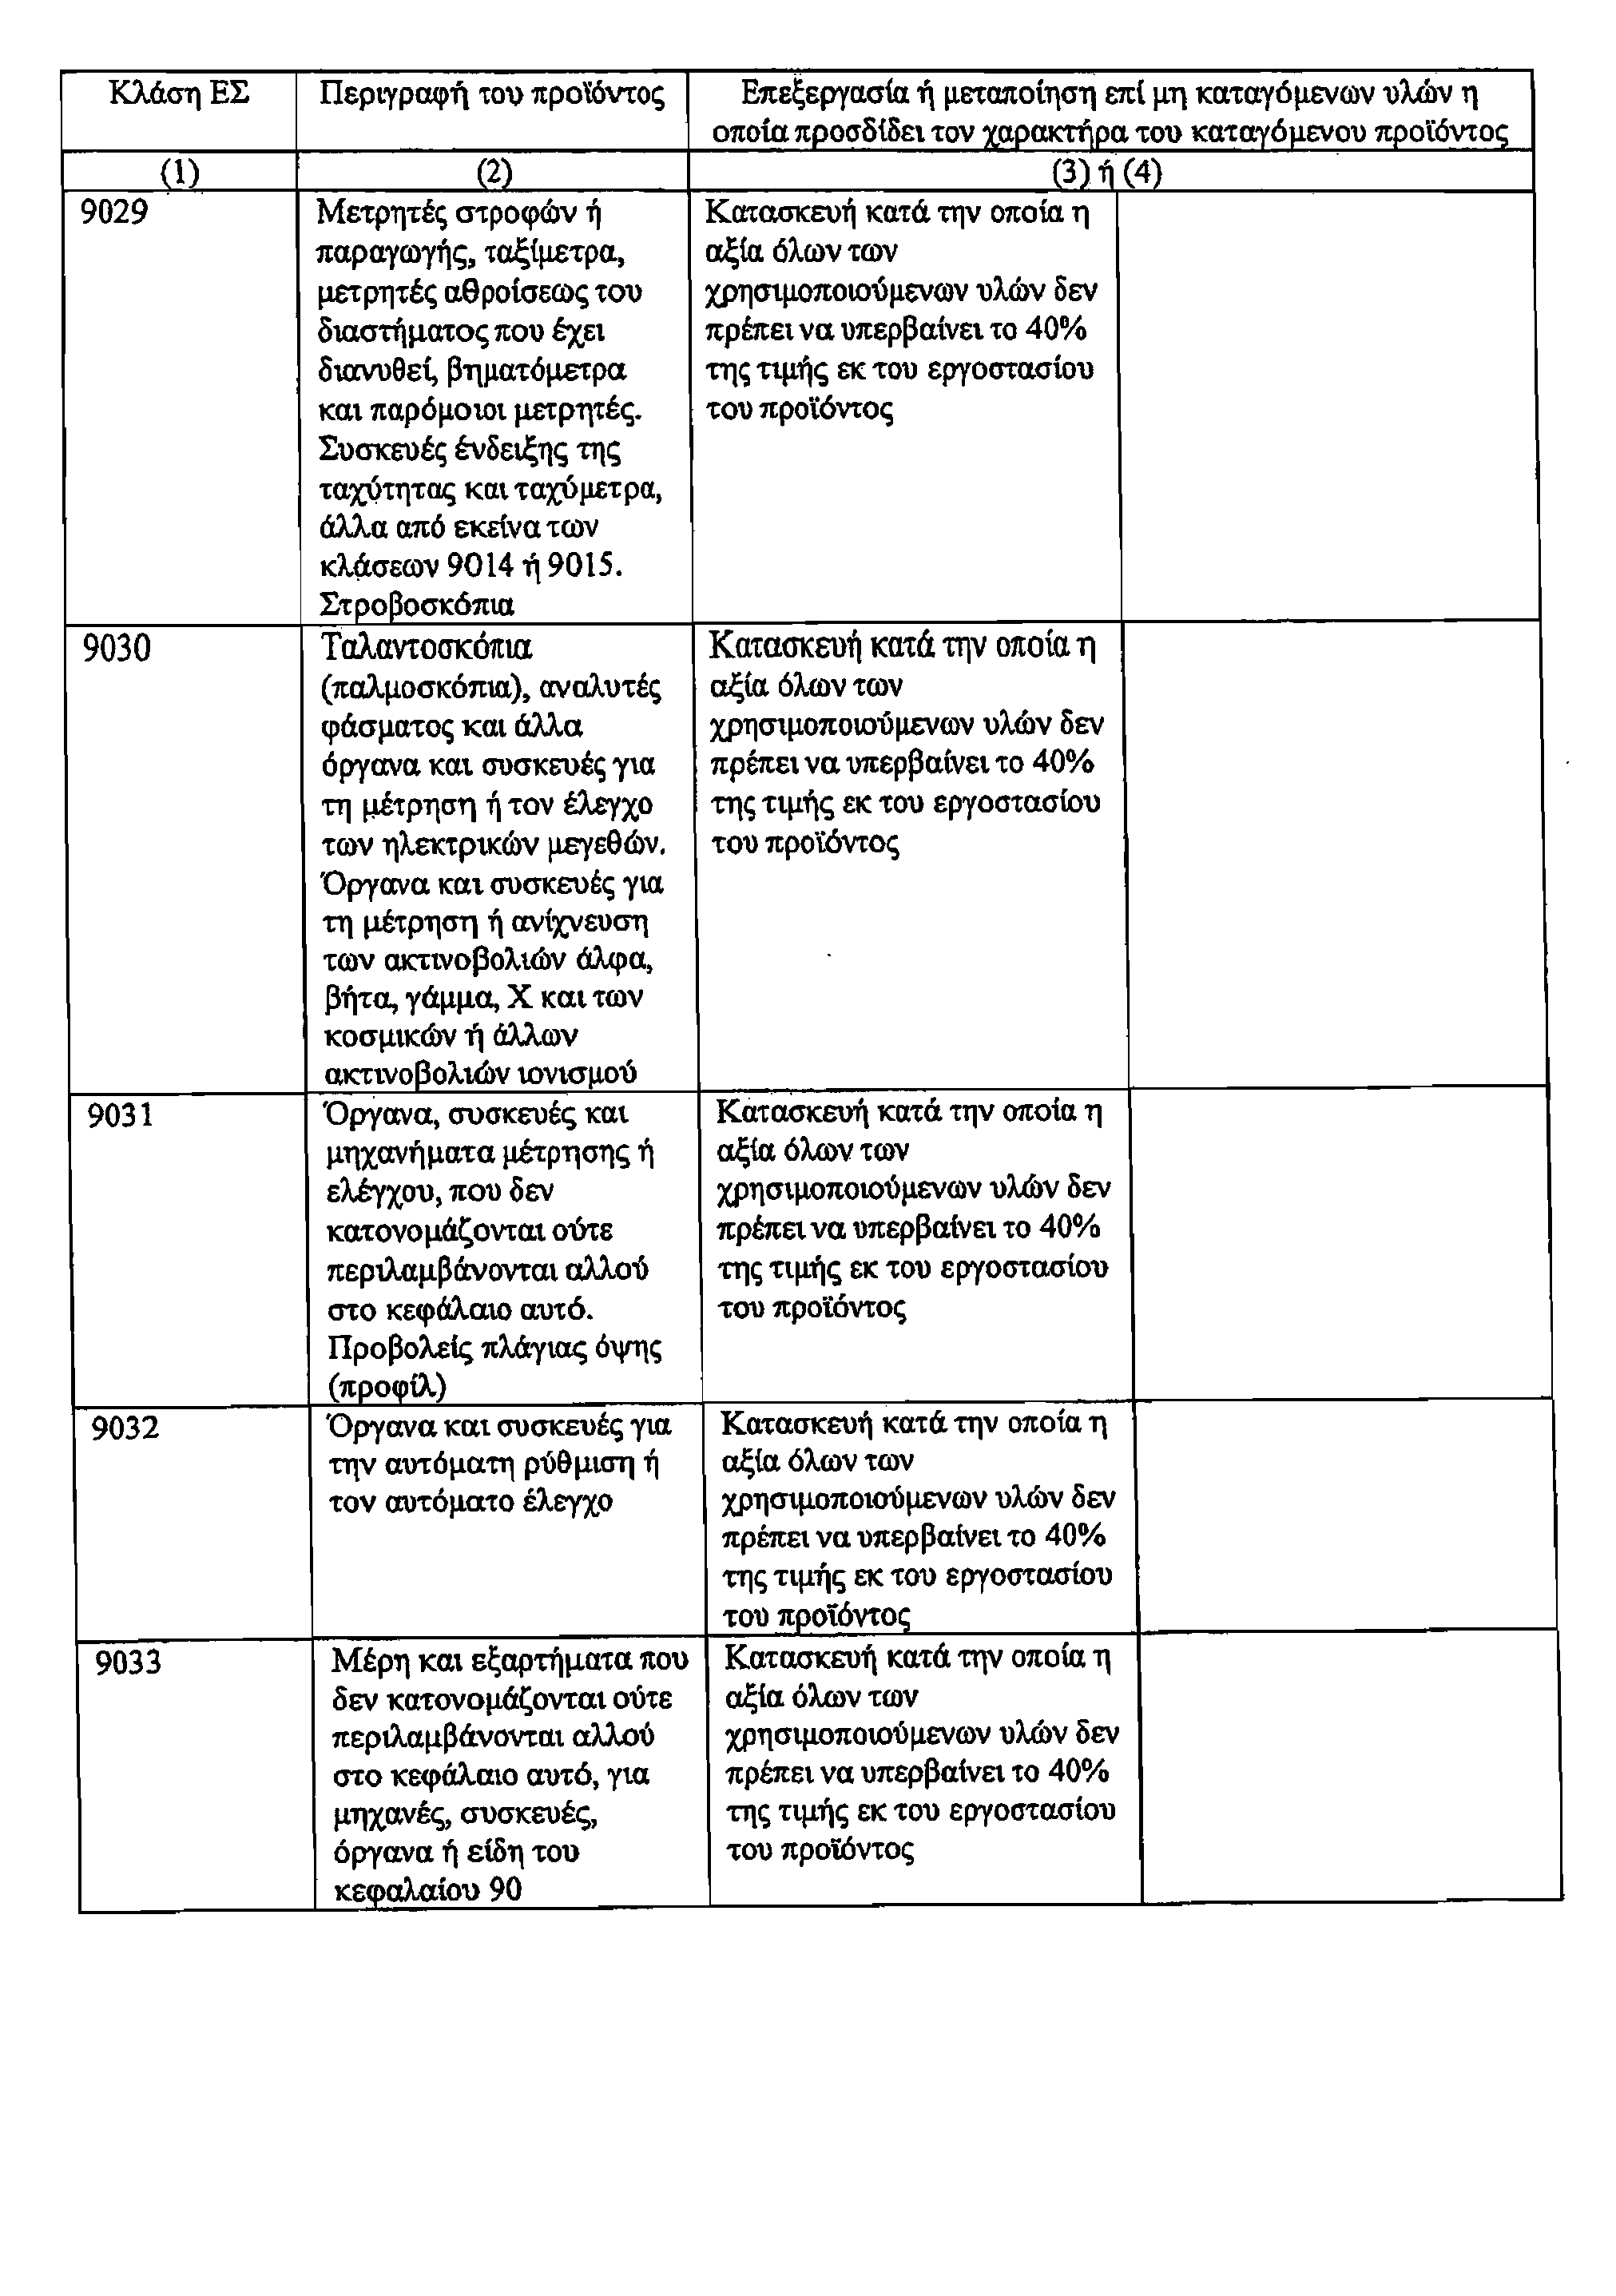 Κλάση ΕΣ
Περιγραφή του προϊόντος
Επεξεργασία ή μεταποίηση επί μη καταγόμενων υλών η
οποία προσδίδει τον χαρακτήρα του καταγόμενου προϊόντος
(1)
(2)
(3) ή (4)
9029
Μετρητές στροφών ή
παραγωγής, ταξίμετρα,
μετρητές αθροίσεως του
διαστήματος που έχει
διανυθεί, βηματόμετρα
και παρόμοιοι μετρητές.
Συσκευές ένδειξης της
ταχύτητας και ταχύμετρα,
άλλα από εκείνα των
κλάσεων 9014 ή 9015.
Στροβοσκόπια
Κατασκευή κατά την οποία η
αξία όλων των
χρησιμοποιούμενων υλών δεν
πρέπει να υπερβαίνει το 40%
της τιμής εκ του εργοστασίου
του προϊόντος
9030
Ταλαντοσκόπια
(παλμοσκόπια), αναλυτές
φάσματος και άλλα
όργανα και συσκευές για
τη μέτρηση ή τον έλεγχο
των ηλεκτρικών μεγεθών.
Όργανα και συσκευές για
τη μέτρηση ή ανίχνευση
των ακτινοβολιών άλφα,
βήτα, γάμμα, Χ και των
κοσμικών ή άλλων
ακτινοβολιών ιονισμού
Κατασκευή κατά την οποία η
αξία όλων των
χρησιμοποιούμενων υλών δεν
πρέπει να υπερβαίνει το 40%
της τιμής εκ του εργοστασίου
του προϊόντος
9031
Όργανα, συσκευές και
μηχανήματα μέτρησης ή
ελέγχου, που δεν
κατονομάζονται ούτε
περιλαμβάνονται αλλού
στο κεφάλαιο αυτό.
Προβολείς πλάγιας όψης
(προφίλ)
Κατασκευή κατά την οποία η
αξία όλων των
χρησιμοποιούμενων υλών δεν
πρέπει να υπερβαίνει το 40%
της τιμής εκ του εργοστασίου
του προϊόντος
9032
Όργανα και συσκευές για
την αυτόματη ρύθμιση ή
τον αυτόματο έλεγχο
Κατασκευή κατά την οποία η
αξία όλων των
χρησιμοποιούμενων υλών δεν
πρέπει να υπερβαίνει το 40%
της τιμής εκ του εργοστασίου
του προϊόντος
9033
Μέρη και εξαρτήματα που
δεν κατονομάζονται ούτε
περιλαμβάνονται αλλού
στο κεφάλαιο αυτό, για
μηχανές, συσκευές,
όργανα ή είδη του
κεφαλαίου 90
Κατασκευή κατά την οποία η
αξία όλων των
χρησιμοποιούμενων υλών δεν
πρέπει να υπερβαίνει το 40%
της τιμής εκ του εργοστασίου
του προϊόντος